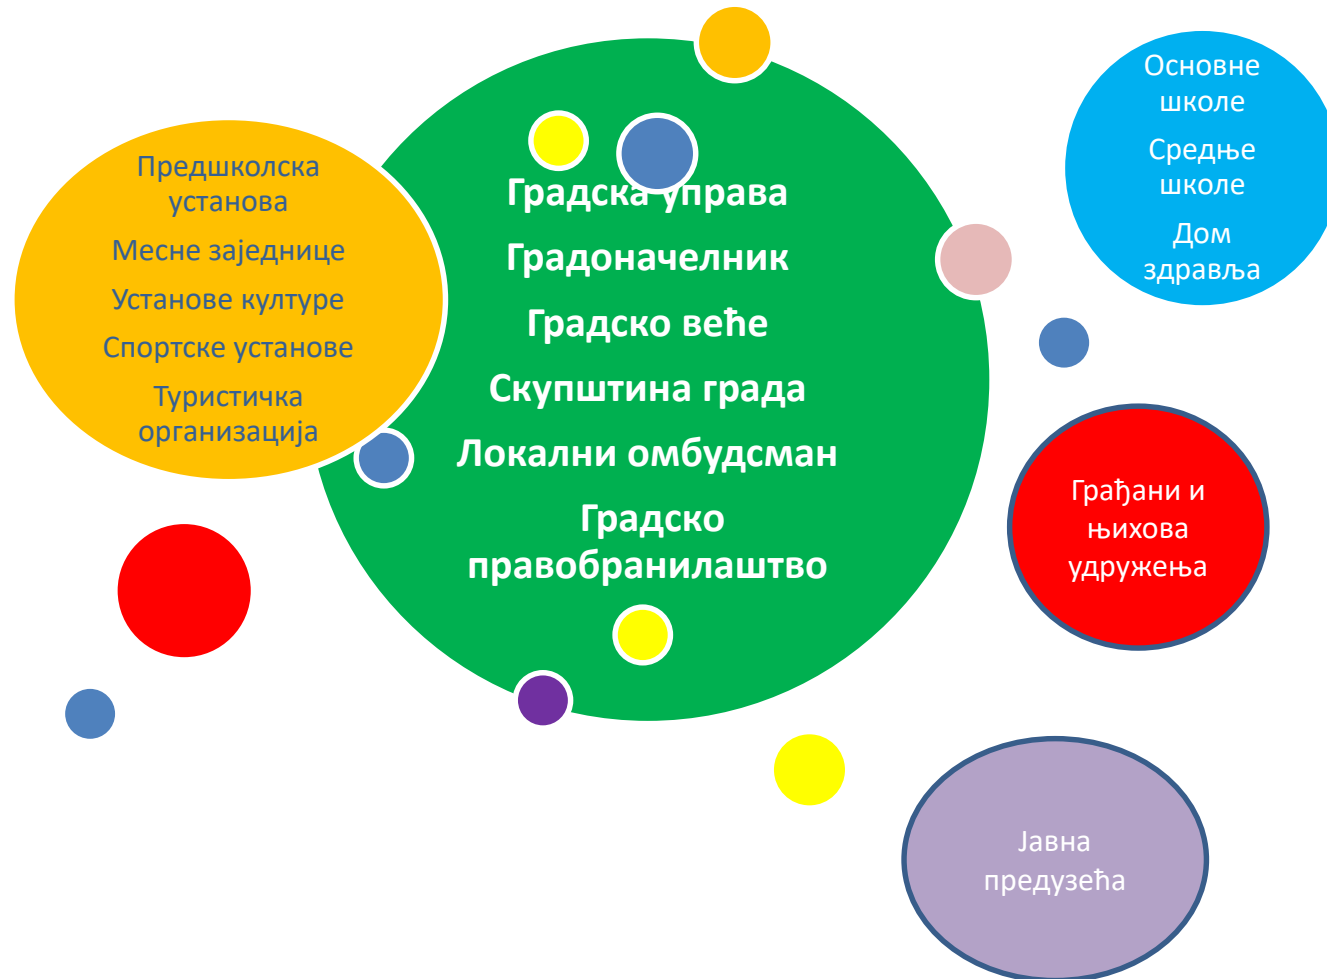 Предшколска
установа
Месне заједнице
Установе културе
Спортске установе
Туристичка
организација
Градска управа
Градоначелник
Градско веће
Скупштина града
Локални омбудсман
Градско
правобранилаштво
Основне
школе
Средње
школе
Дом
здравља
Грађани и
њихова
удружења
Јавна
предузећа